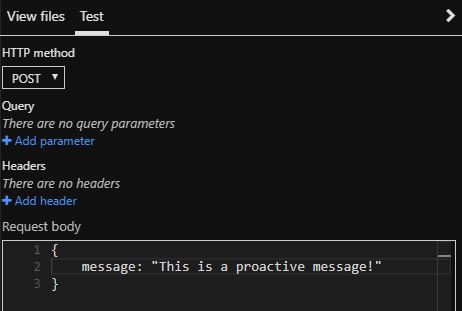 View files Test
HTTP method
POST
Query
There are no query parameters
+ Add parameter
Headers
There are no headers
+ Add header
Request body
1 {
2 message: "This is a proactive message!"
3 }